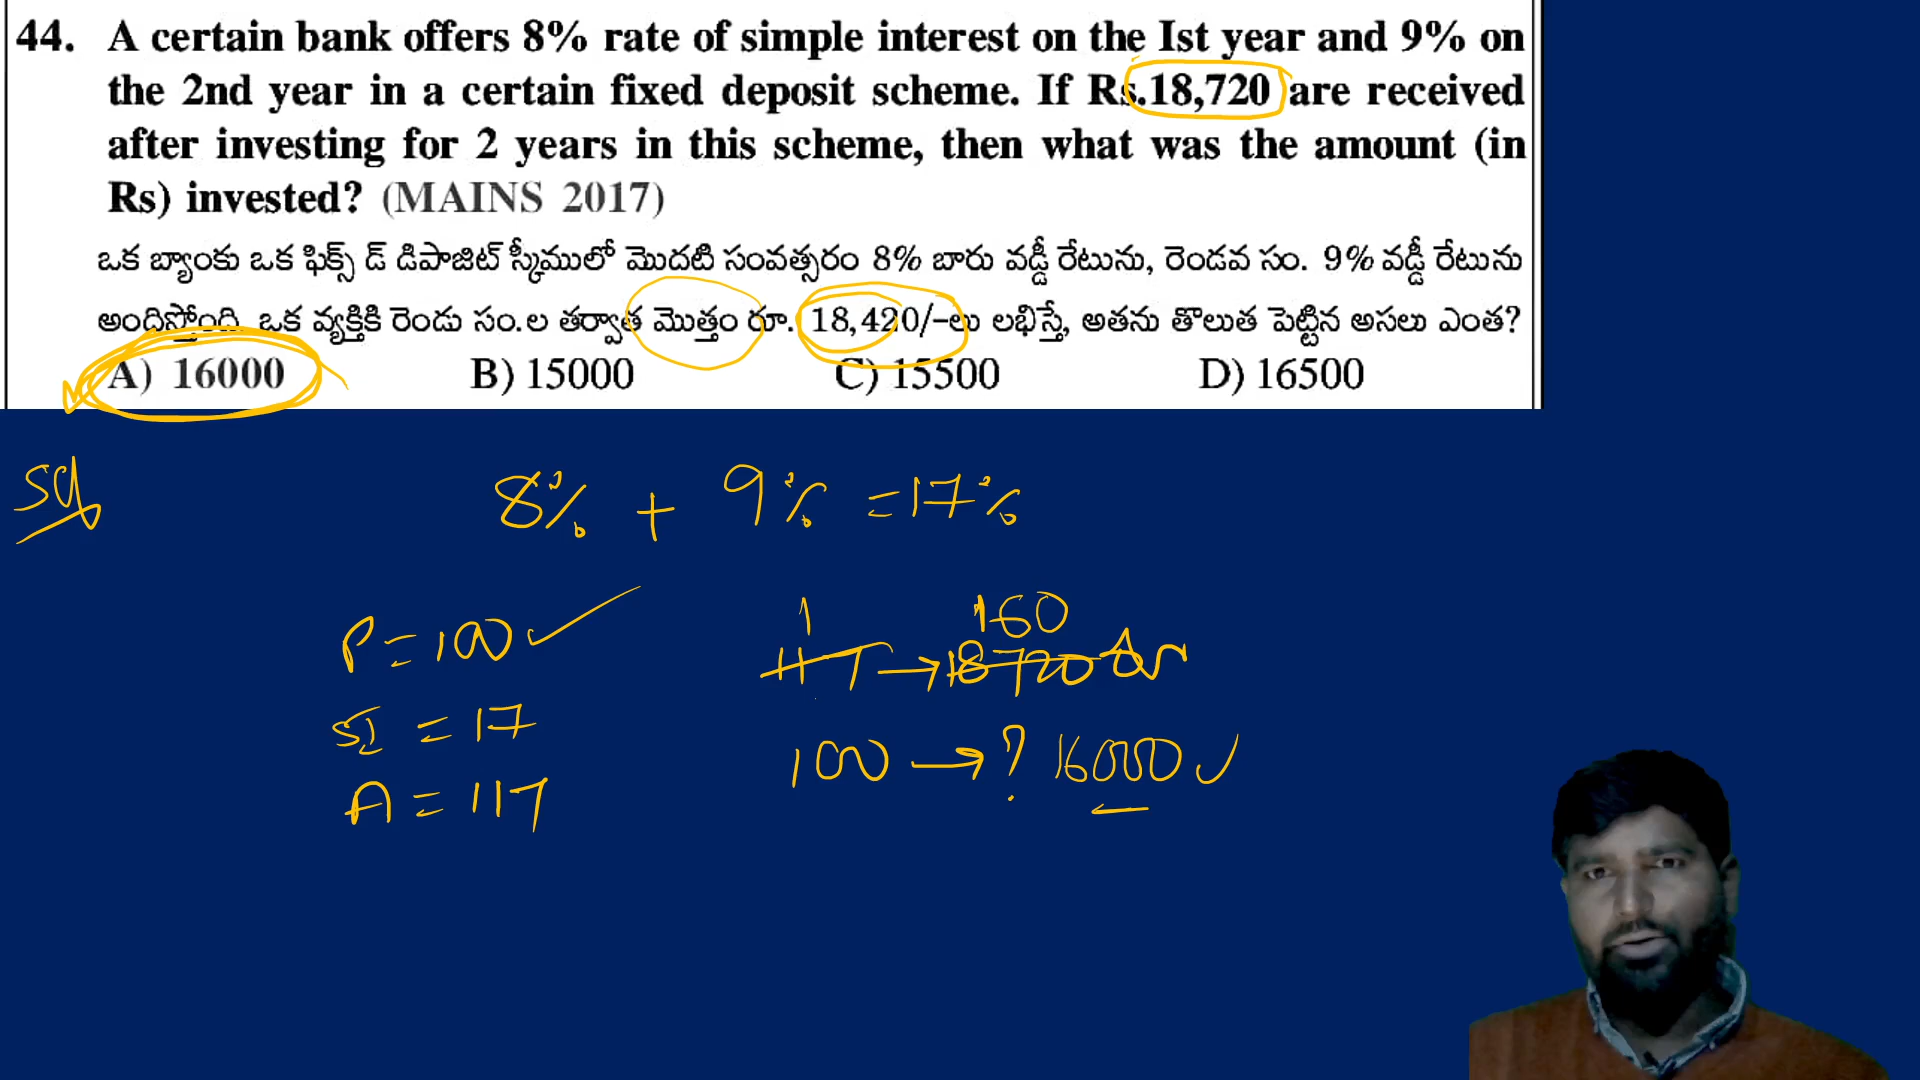 44. A certain bank offers 8% rate of simple interest on the Ist year and 9% on
the 2nd year in a certain fixed deposit scheme. If Rs.18,720 are received
after investing for 2 years in this scheme, then what was the amount (in
Rs) invested? (MAINS 2017)
ఒక బ్యాంకు ఒక ఫిక్స్ డ్ డిపాజిట్ స్కీములో మొదటి సంవత్సరం 8% బారు వడ్డీ రేటును, రెండవ సం. 9% వడ్డీ రేటును
అందిస్తోంది. ఒక వ్యక్తికి రెండు సం.ల తర్వాత మొత్తం రూ. 18,420/-లు లభిస్తే, అతను తొలుత పెట్టిన అసలు ఎంత?
A) 16000 B) 15000 C) 15500 D) 16500
Sol
8% + 9% = 17%
1 160
P = 100
117 → 18720
SI = 17
100 → ? 16000
A = 117